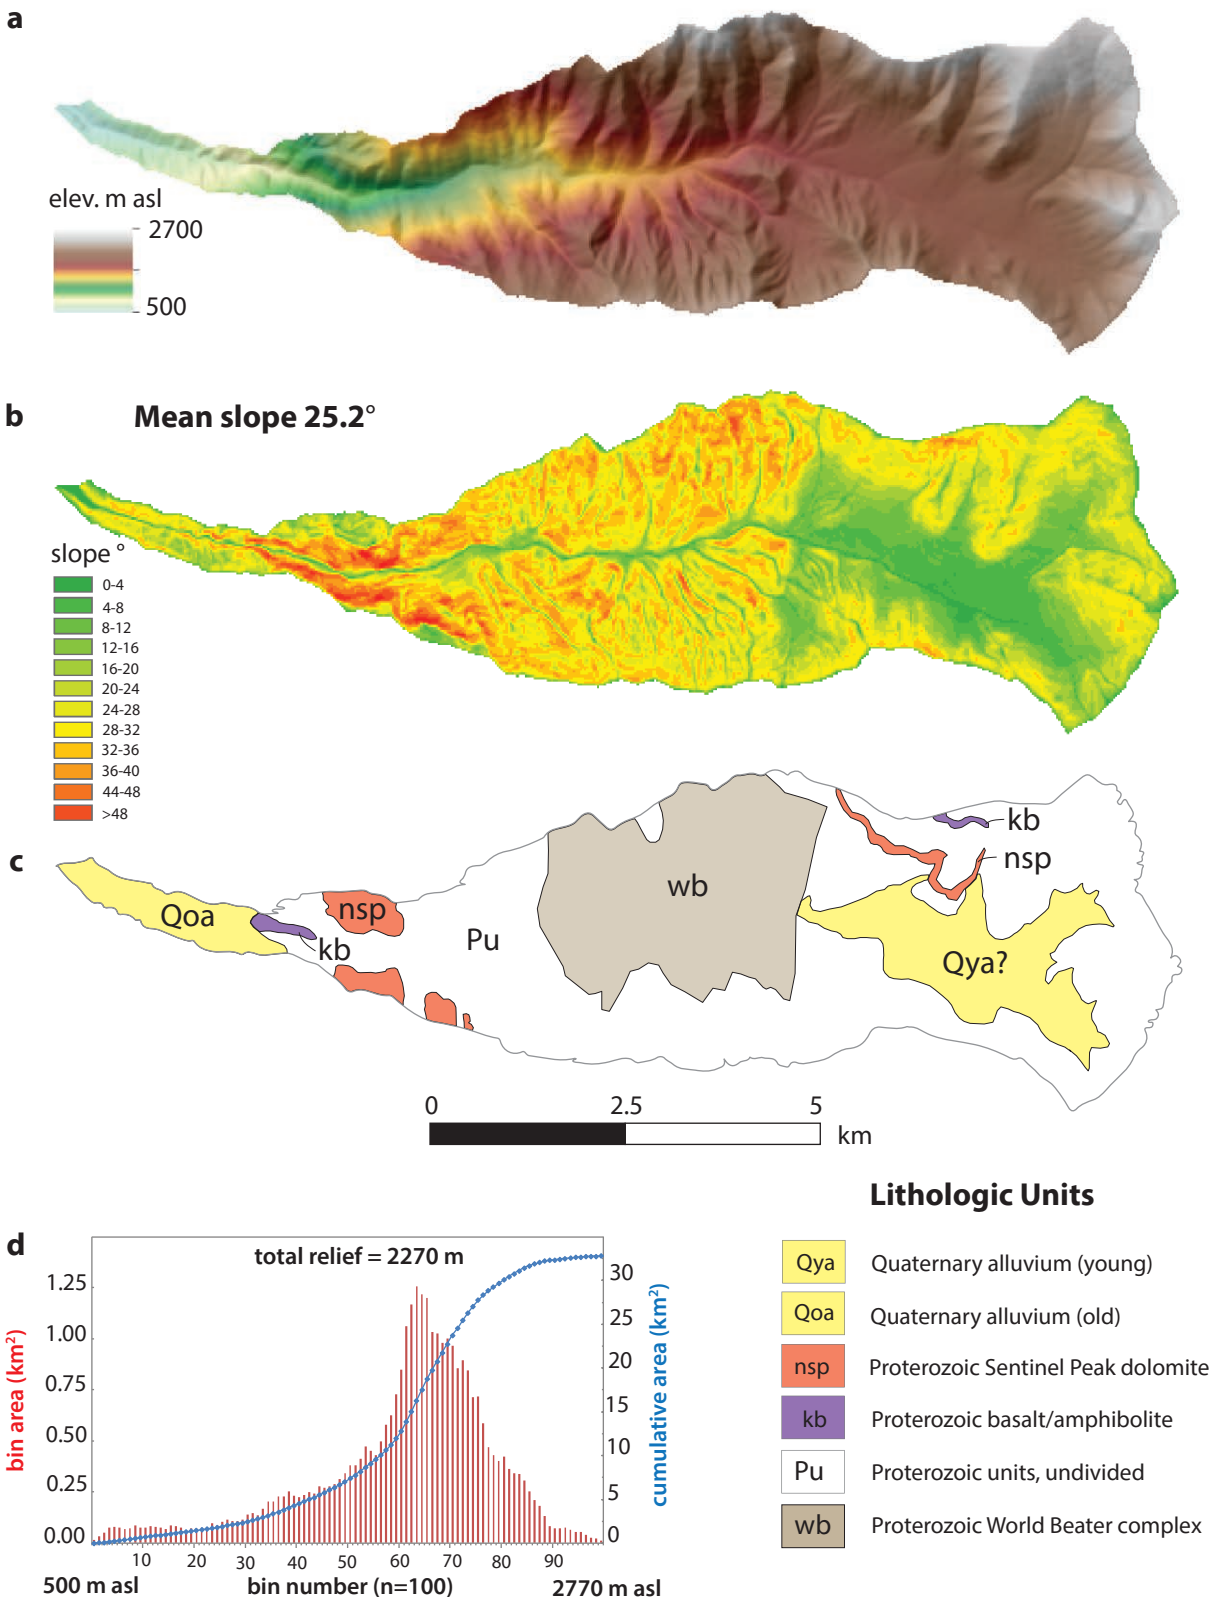 a
elev. m asl
2700
500
b
Mean slope 25.2°
slope °
0-4
4-8
8-12
12-16
16-20
20-24
24-28
28-32
32-36
36-40
44-48
>48
c
Qoa
kb
nsp
Pu
wb
kb
nsp
Qya?
0 2.5 5
km
Lithologic Units
Qya Quaternary alluvium (young)
Qoa Quaternary alluvium (old)
nsp Proterozoic Sentinel Peak dolomite
kb Proterozoic basalt/amphibolite
Pu Proterozoic units, undivided
wb Proterozoic World Beater complex
d
total relief = 2270 m
bin area (km²)
1.25
1.00
0.75
0.50
0.25
0.00
cumulative area (km²)
30
25
20
15
10
5
0
10 20 30 40 50 60 70 80 90
500 m asl bin number (n=100) 2770 m asl